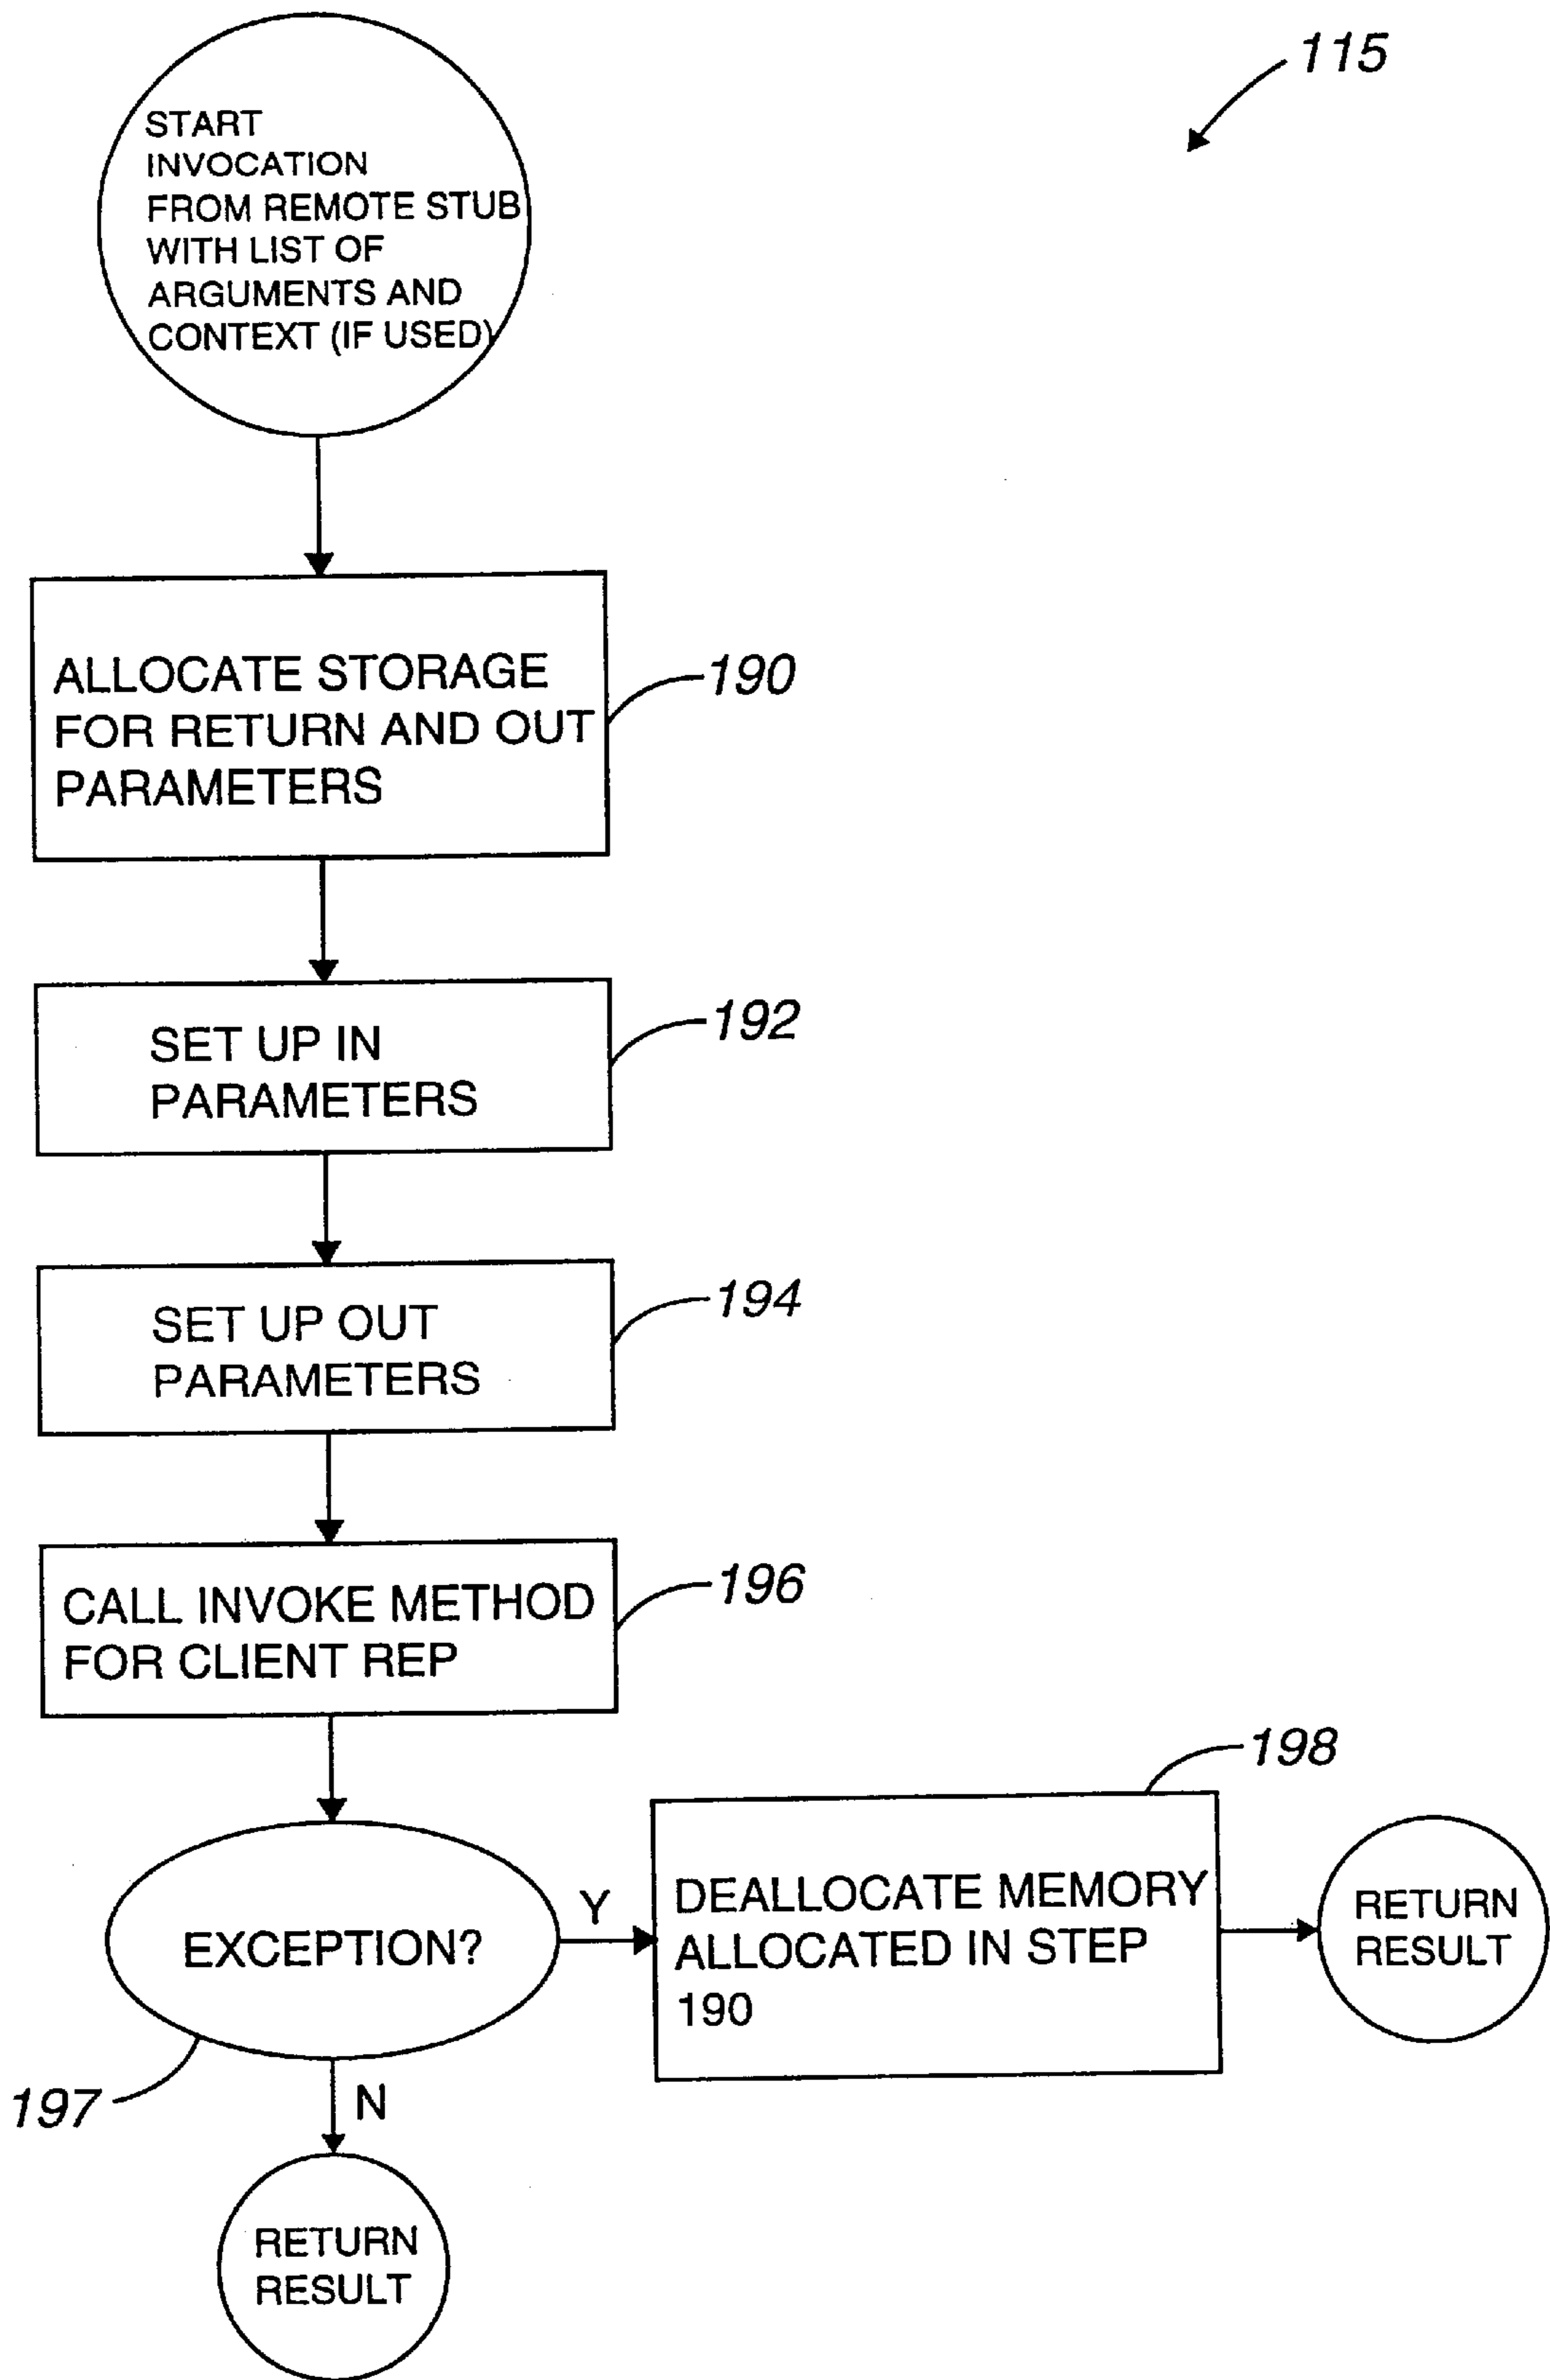 115
START
INVOCATION
FROM REMOTE STUB
WITH LIST OF
ARGUMENTS AND
CONTEXT (IF USED)
ALLOCATE STORAGE
FOR RETURN AND OUT
PARAMETERS
190
SET UP IN
PARAMETERS
192
SET UP OUT
PARAMETERS
194
CALL INVOKE METHOD
FOR CLIENT REP
196
EXCEPTION?
197
Y
DEALLOCATE MEMORY
ALLOCATED IN STEP
190
198
RETURN
RESULT
N
RETURN
RESULT